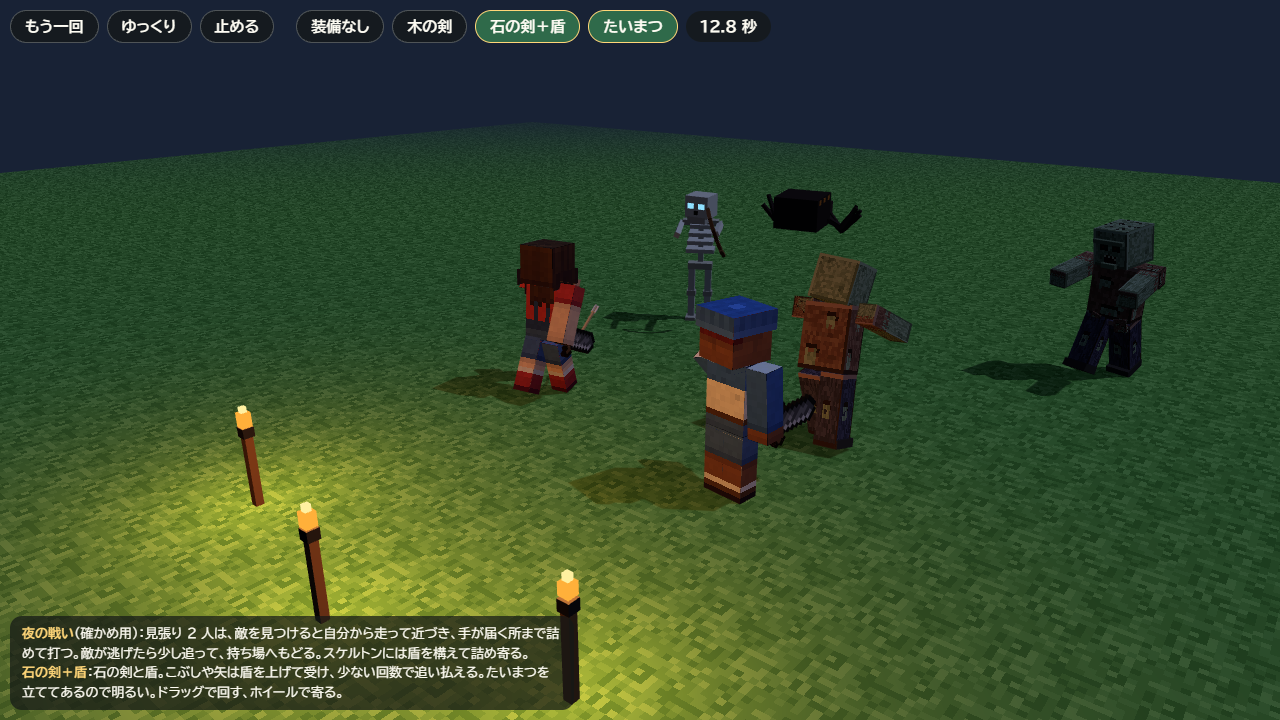 もう一回 ゆっくり 止める 装備なし 木の剣 石の剣＋盾 たいまつ 12.8 秒
夜の戦い（確かめ用）：見張り 2 人は、敵を見つけると自分から走って近づき、手が届く所まで詰
めて打つ。敵が逃げたら少し追って、持ち場へもどる。スケルトンには盾を構えて詰め寄る。
石の剣＋盾：石の剣と盾。こぶしや矢は盾を上げて受け、少ない回数で追い払える。たいまつを
立ててあるので明るい。ドラッグで回す、ホイールで寄る。